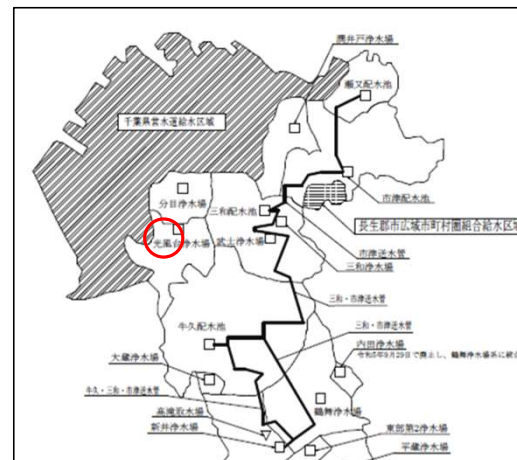 潤井戸浄水場
瀬又配水池
千葉県営水道給水区域
分目浄水場
市津配水池
三和配水池
長生郡市広域市町村圏組合給水区域
光風台浄水場
武士浄水場
市津送水管
三和浄水場
三和・市津送水管
牛久配水池
三和・市津送水管
内田浄水場
令和5年9月29日で廃止し、鶴舞浄水場系に統合
大蔵浄水場
牛久・三和・市津送水管
高滝取水場
鶴舞浄水場
新井浄水場
東部第2浄水場
平蔵浄水場